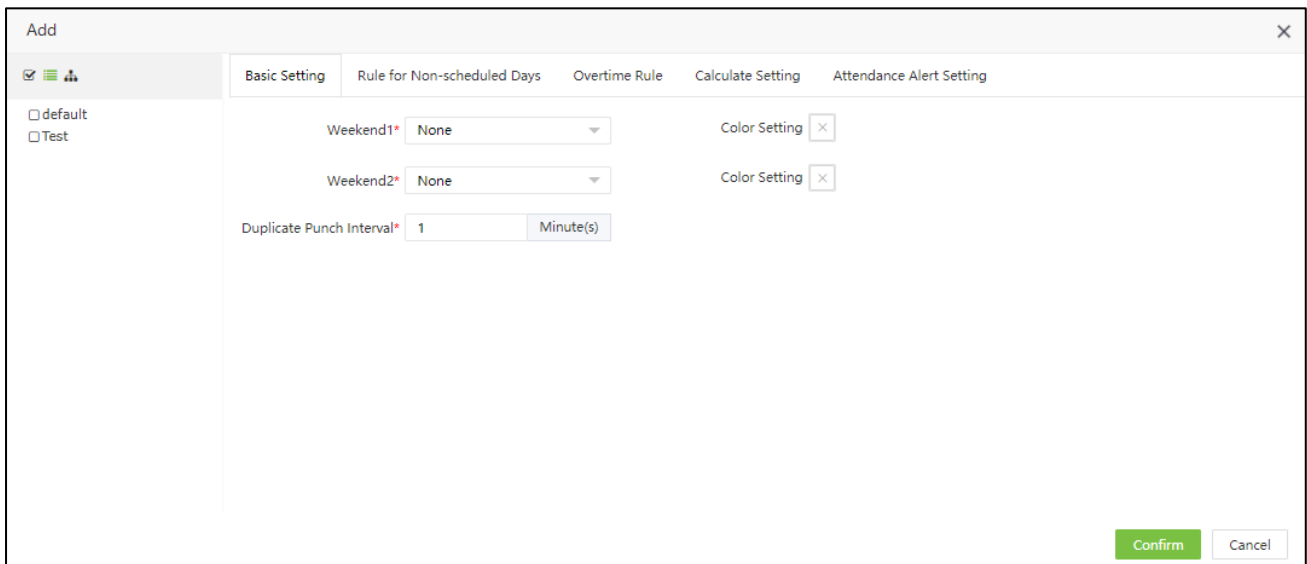 Add
Basic Setting Rule for Non-scheduled Days Overtime Rule Calculate Setting Attendance Alert Setting
default
Test
Weekend1* None Color Setting
Weekend2* None Color Setting
Duplicate Punch Interval* 1 Minute(s)
Confirm Cancel